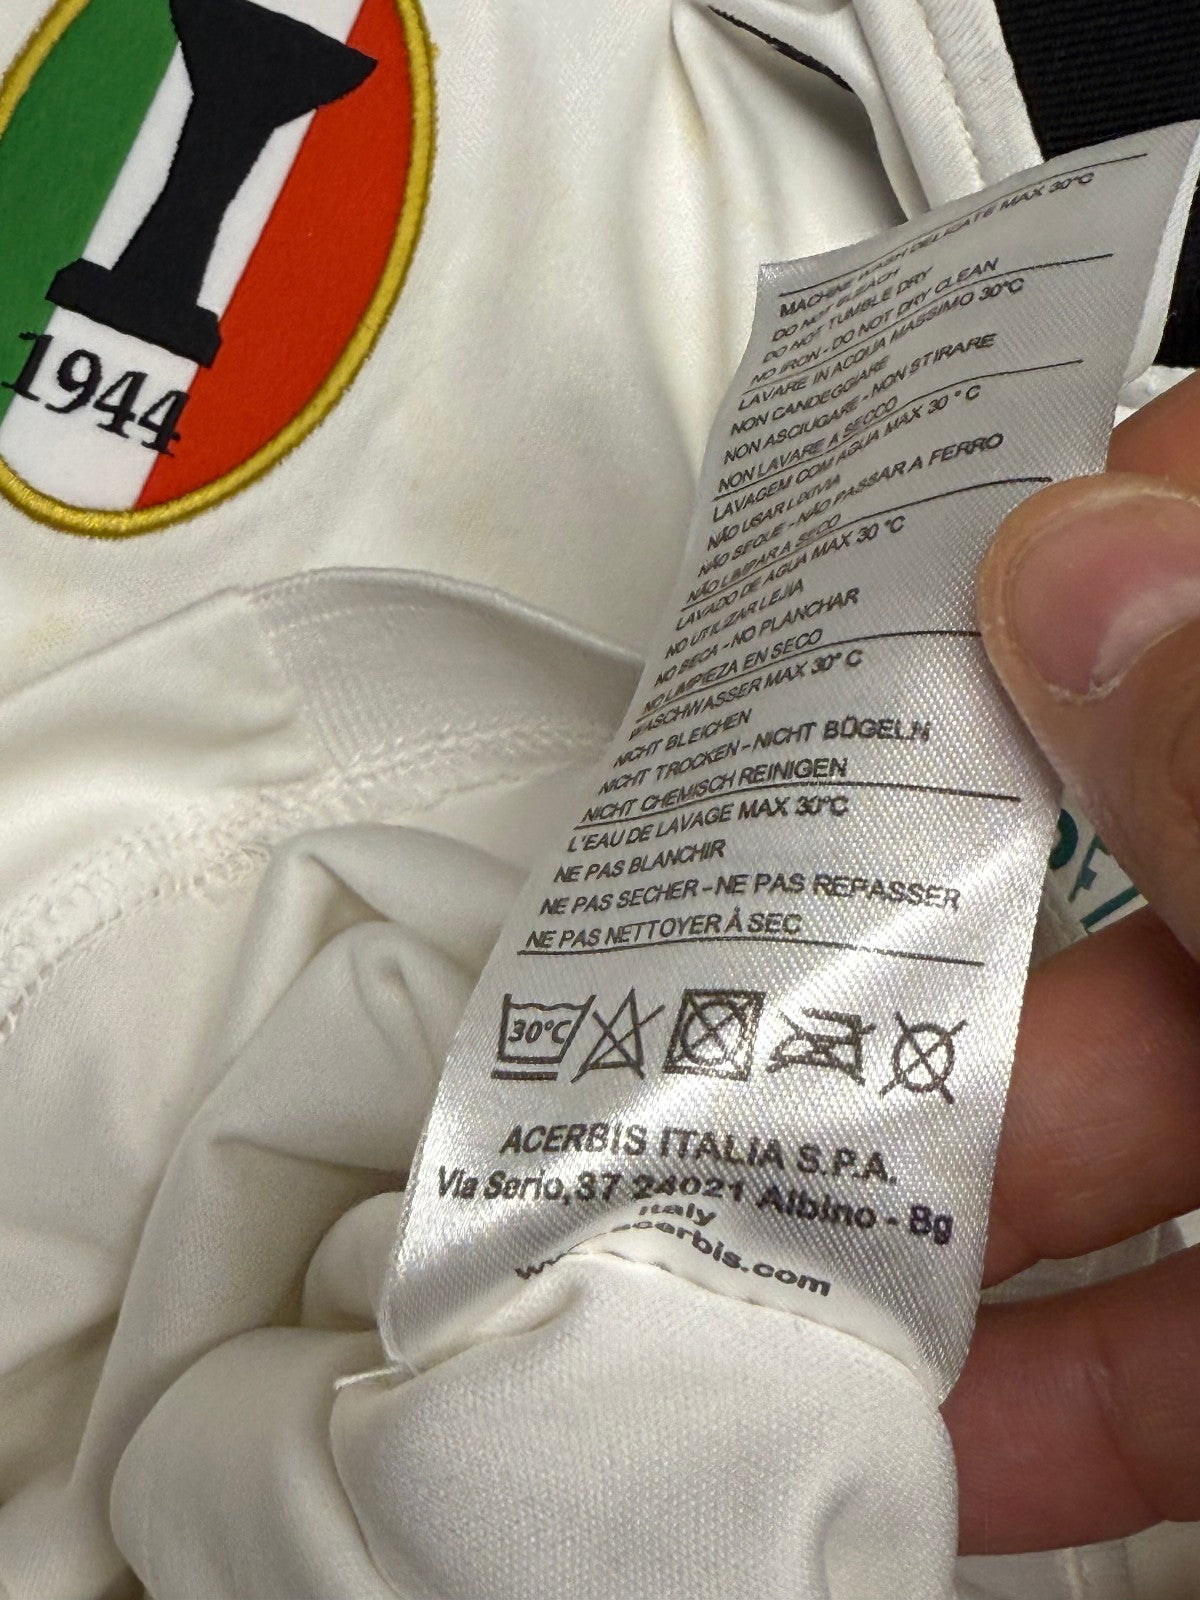 1944
MACHINE WASH DELICATE MAX 30°C
DO NOT BLEACH
DO NOT TUMBLE DRY
NO IRON - DO NOT DRY CLEAN
LAVARE IN ACQUA MASSIMO 30°C
NON CANDEGGIARE
NON ASCIUGARE - NON STIRARE
NON LAVARE A SECCO
LAVAGEM COM AGUA MAX 30 °C
NÃO USAR LIXIVIA
NÃO SEQUE - NÃO PASSAR A FERRO
NÃO LIMPAR A SECO
LAVADO DE AGUA MAX 30 °C
NO UTILIZAR LEJIA
NO SECA - NO PLANCHAR
NO LIMPIEZA EN SECO
WASCHWASSER MAX 30° C
NICHT BLEICHEN
NICHT TROCKEN - NICHT BÜGELN
NICHT CHEMISCH REINIGEN
L'EAU DE LAVAGE MAX 30°C
NE PAS BLANCHIR
NE PAS SECHER - NE PAS REPASSER
NE PAS NETTOYER À SEC
30°C
ACERBIS ITALIA S.P.A.
Via Serio, 37 24021 Albino - Bg
Italy
acerbis.com